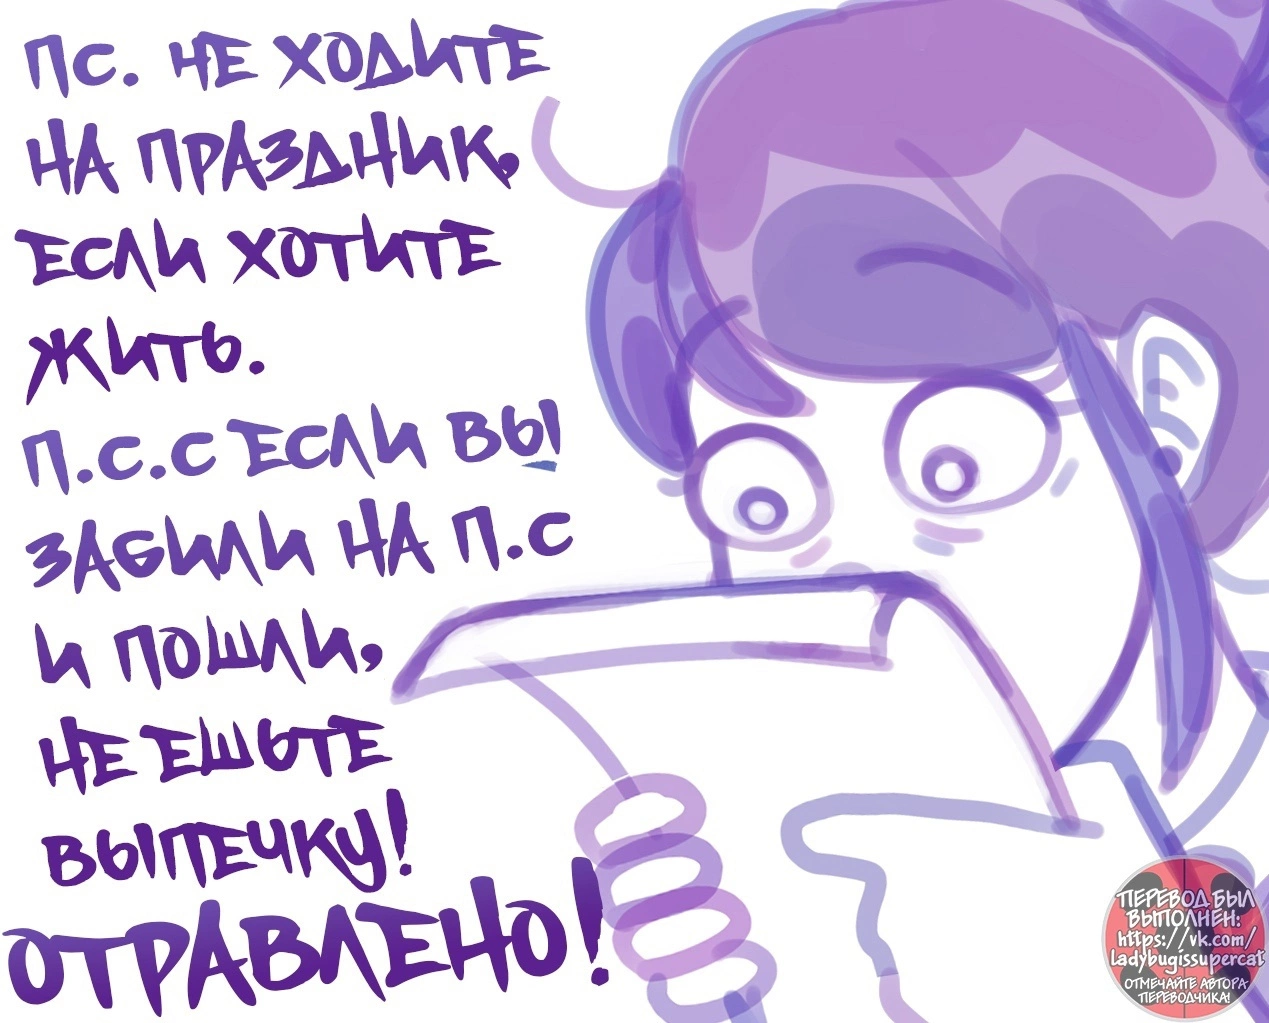 ПС. НЕ ХОДИТЕ
НА ПРАЗДНИК,
ЕСЛИ ХОТИТЕ
ЖИТЬ.
П.С.С ЕСЛИ ВЫ
ЗАБИЛИ НА П.С
И ПОШЛИ,
НЕ ЕШЬТЕ
ВЫПЕЧКУ!
ОТРАВЛЕНО!
ПЕРЕВОД БЫЛ
ВЫПОЛНЕН:
https://vk.com/
ladybugissupercat
ОТМЕЧАЙТЕ АВТОРА
ПЕРЕВОДЧИКА!